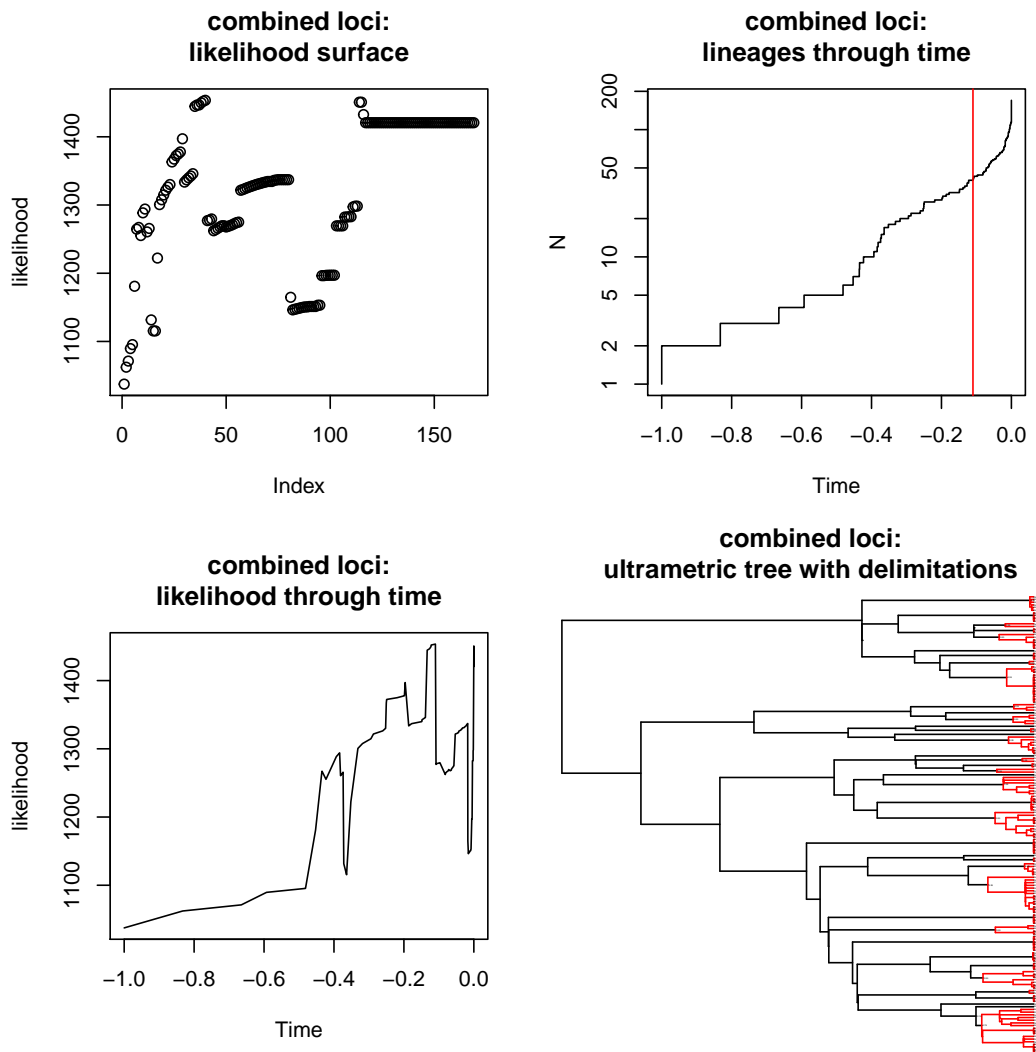 combined loci:
likelihood surface
likelihood
1100
1200
1300
1400
0
50
100
150
Index
combined loci:
lineages through time
N
1
2
5
10
50
200
−1.0
−0.8
−0.6
−0.4
−0.2
0.0
Time
combined loci:
likelihood through time
likelihood
1100
1200
1300
1400
−1.0
−0.8
−0.6
−0.4
−0.2
0.0
Time
combined loci:
ultrametric tree with delimitations